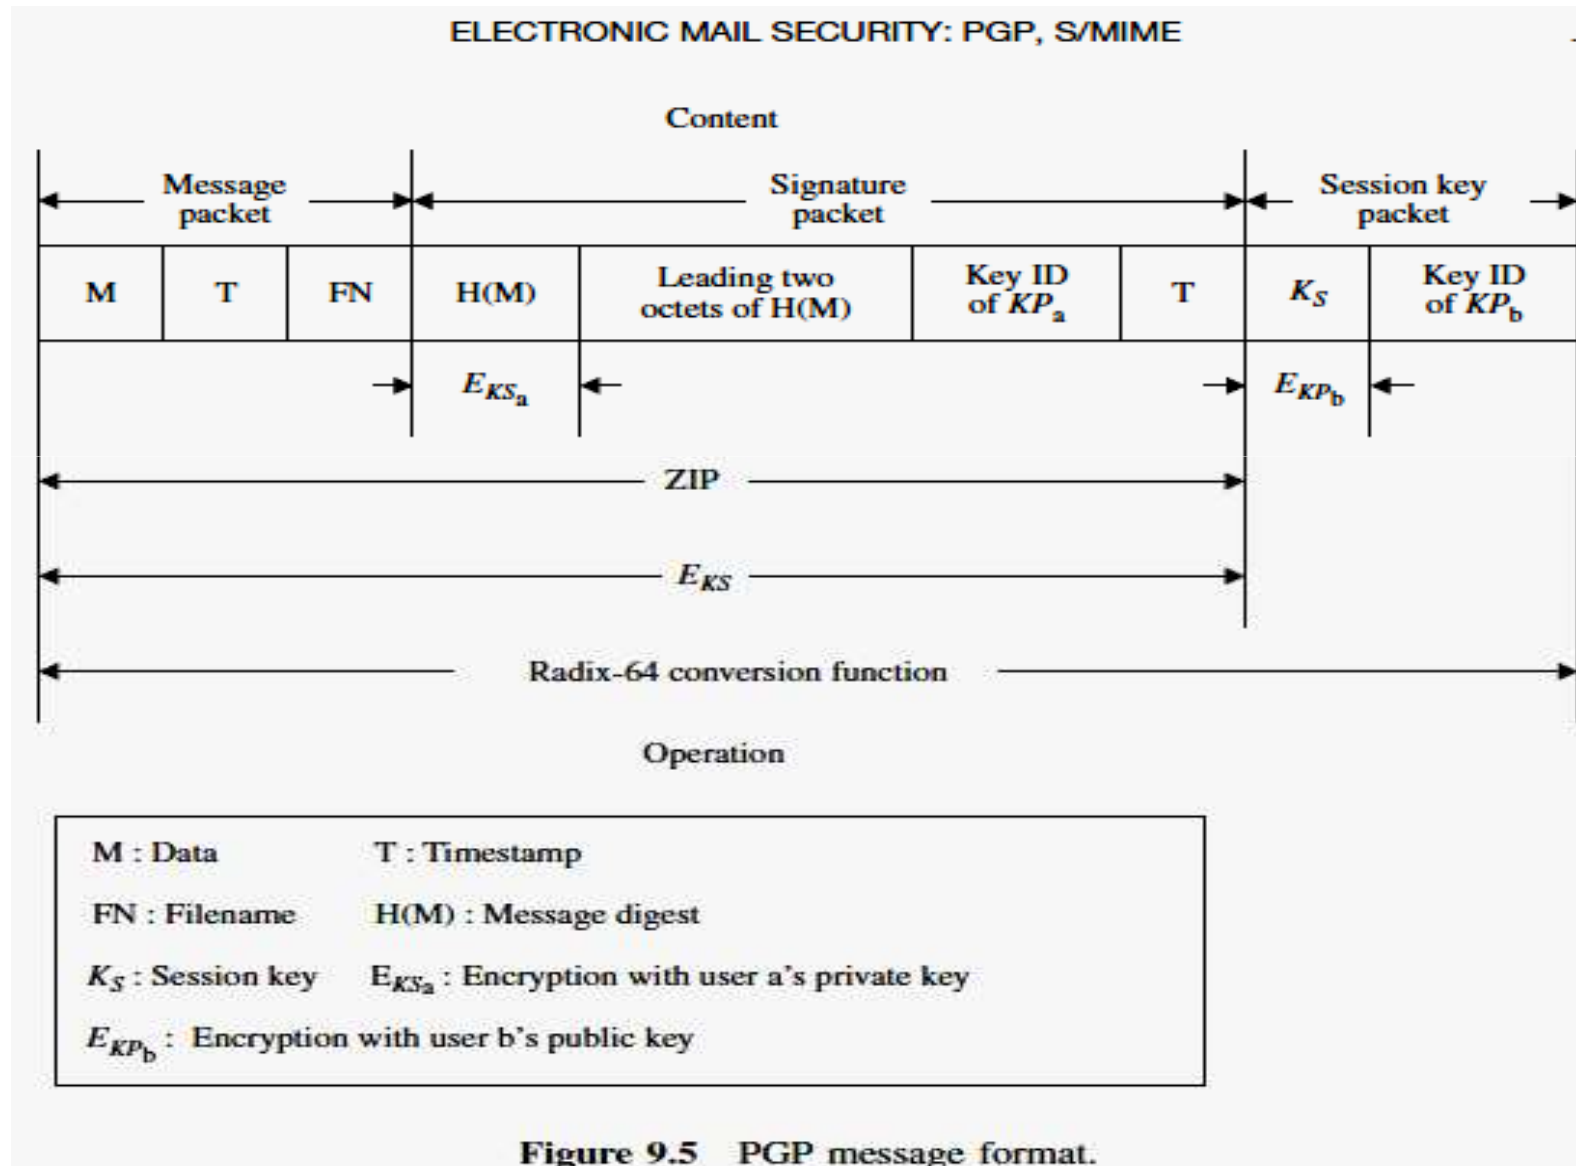 ELECTRONIC MAIL SECURITY: PGP, S/MIME
Content
Message packet
Signature packet
Session key packet
M
T
FN
H(M)
Leading two octets of H(M)
Key ID of KPa
T
KS
Key ID of KPb
EKSa
EKPb
ZIP
EKS
Radix-64 conversion function
Operation
M : Data T : Timestamp
FN : Filename H(M) : Message digest
KS : Session key EKSa : Encryption with user a's private key
EKPb : Encryption with user b's public key
Figure 9.5 PGP message format.